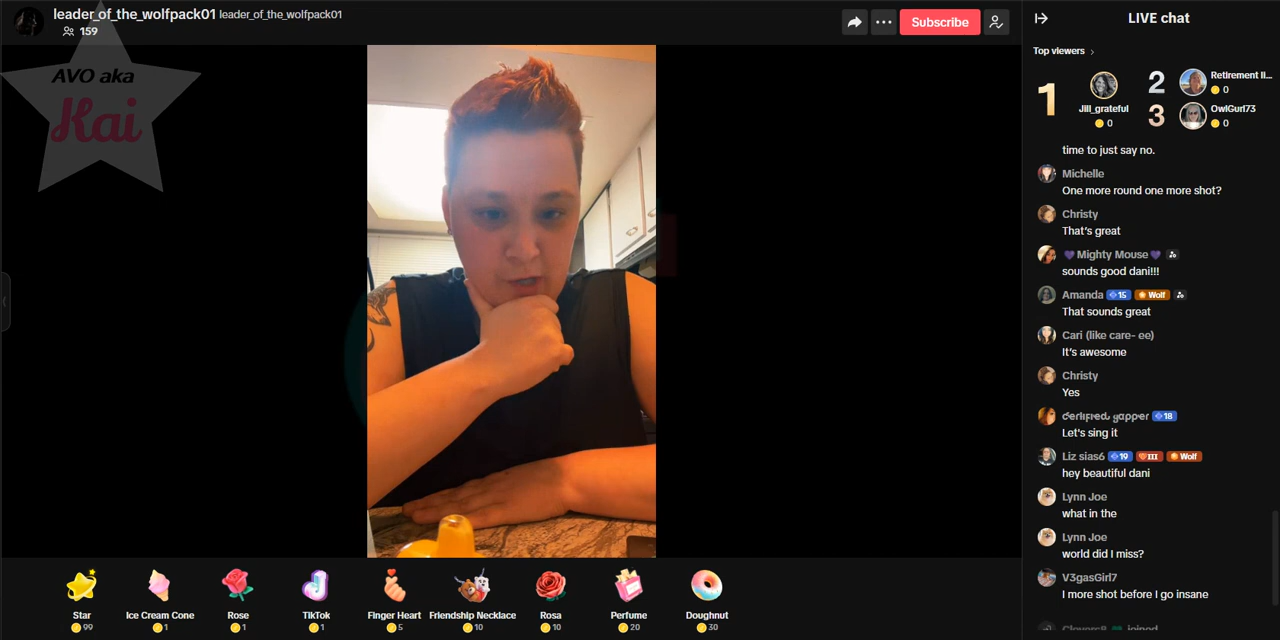 leader_of_the_wolfpack01 leader_of_the_wolfpack01
159
Subscribe
AVO aka
Kai
LIVE chat
Top viewers
1
Jill_grateful
0
2
Retirement li...
0
3
OwlGurl73
0
time to just say no.
Michelle
One more round one more shot?
Christy
That's great
💜Mighty Mouse💜
sounds good dani!!!
Amanda 15 Wolf
That sounds great
Cari (like care- ee)
It's awesome
Christy
Yes
18
Let's sing it
Liz sias6 19 III Wolf
hey beautiful dani
Lynn Joe
what in the
Lynn Joe
world did I miss?
V3gasGirl7
I more shot before I go insane
joined
Star
99
Ice Cream Cone
1
Rose
1
TikTok
1
Finger Heart
5
Friendship Necklace
10
Rosa
10
Perfume
20
Doughnut
30